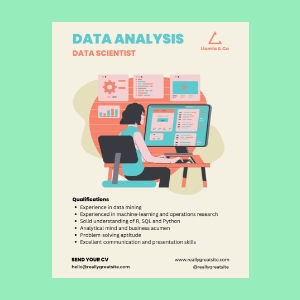 DATA ANALYSIS
DATA SCIENTIST
Liceria & Co
Qualifications
Experience in data mining
Experienced in machine-learning and operations research
Solid understanding of R, SQL and Python
Analytical mind and business acumen
Problem-solving aptitude
Excellent communication and presentation skills
SEND YOUR CV
hello@reallygreatsite.com
www.reallygreatsite.com
@reallygreatsite